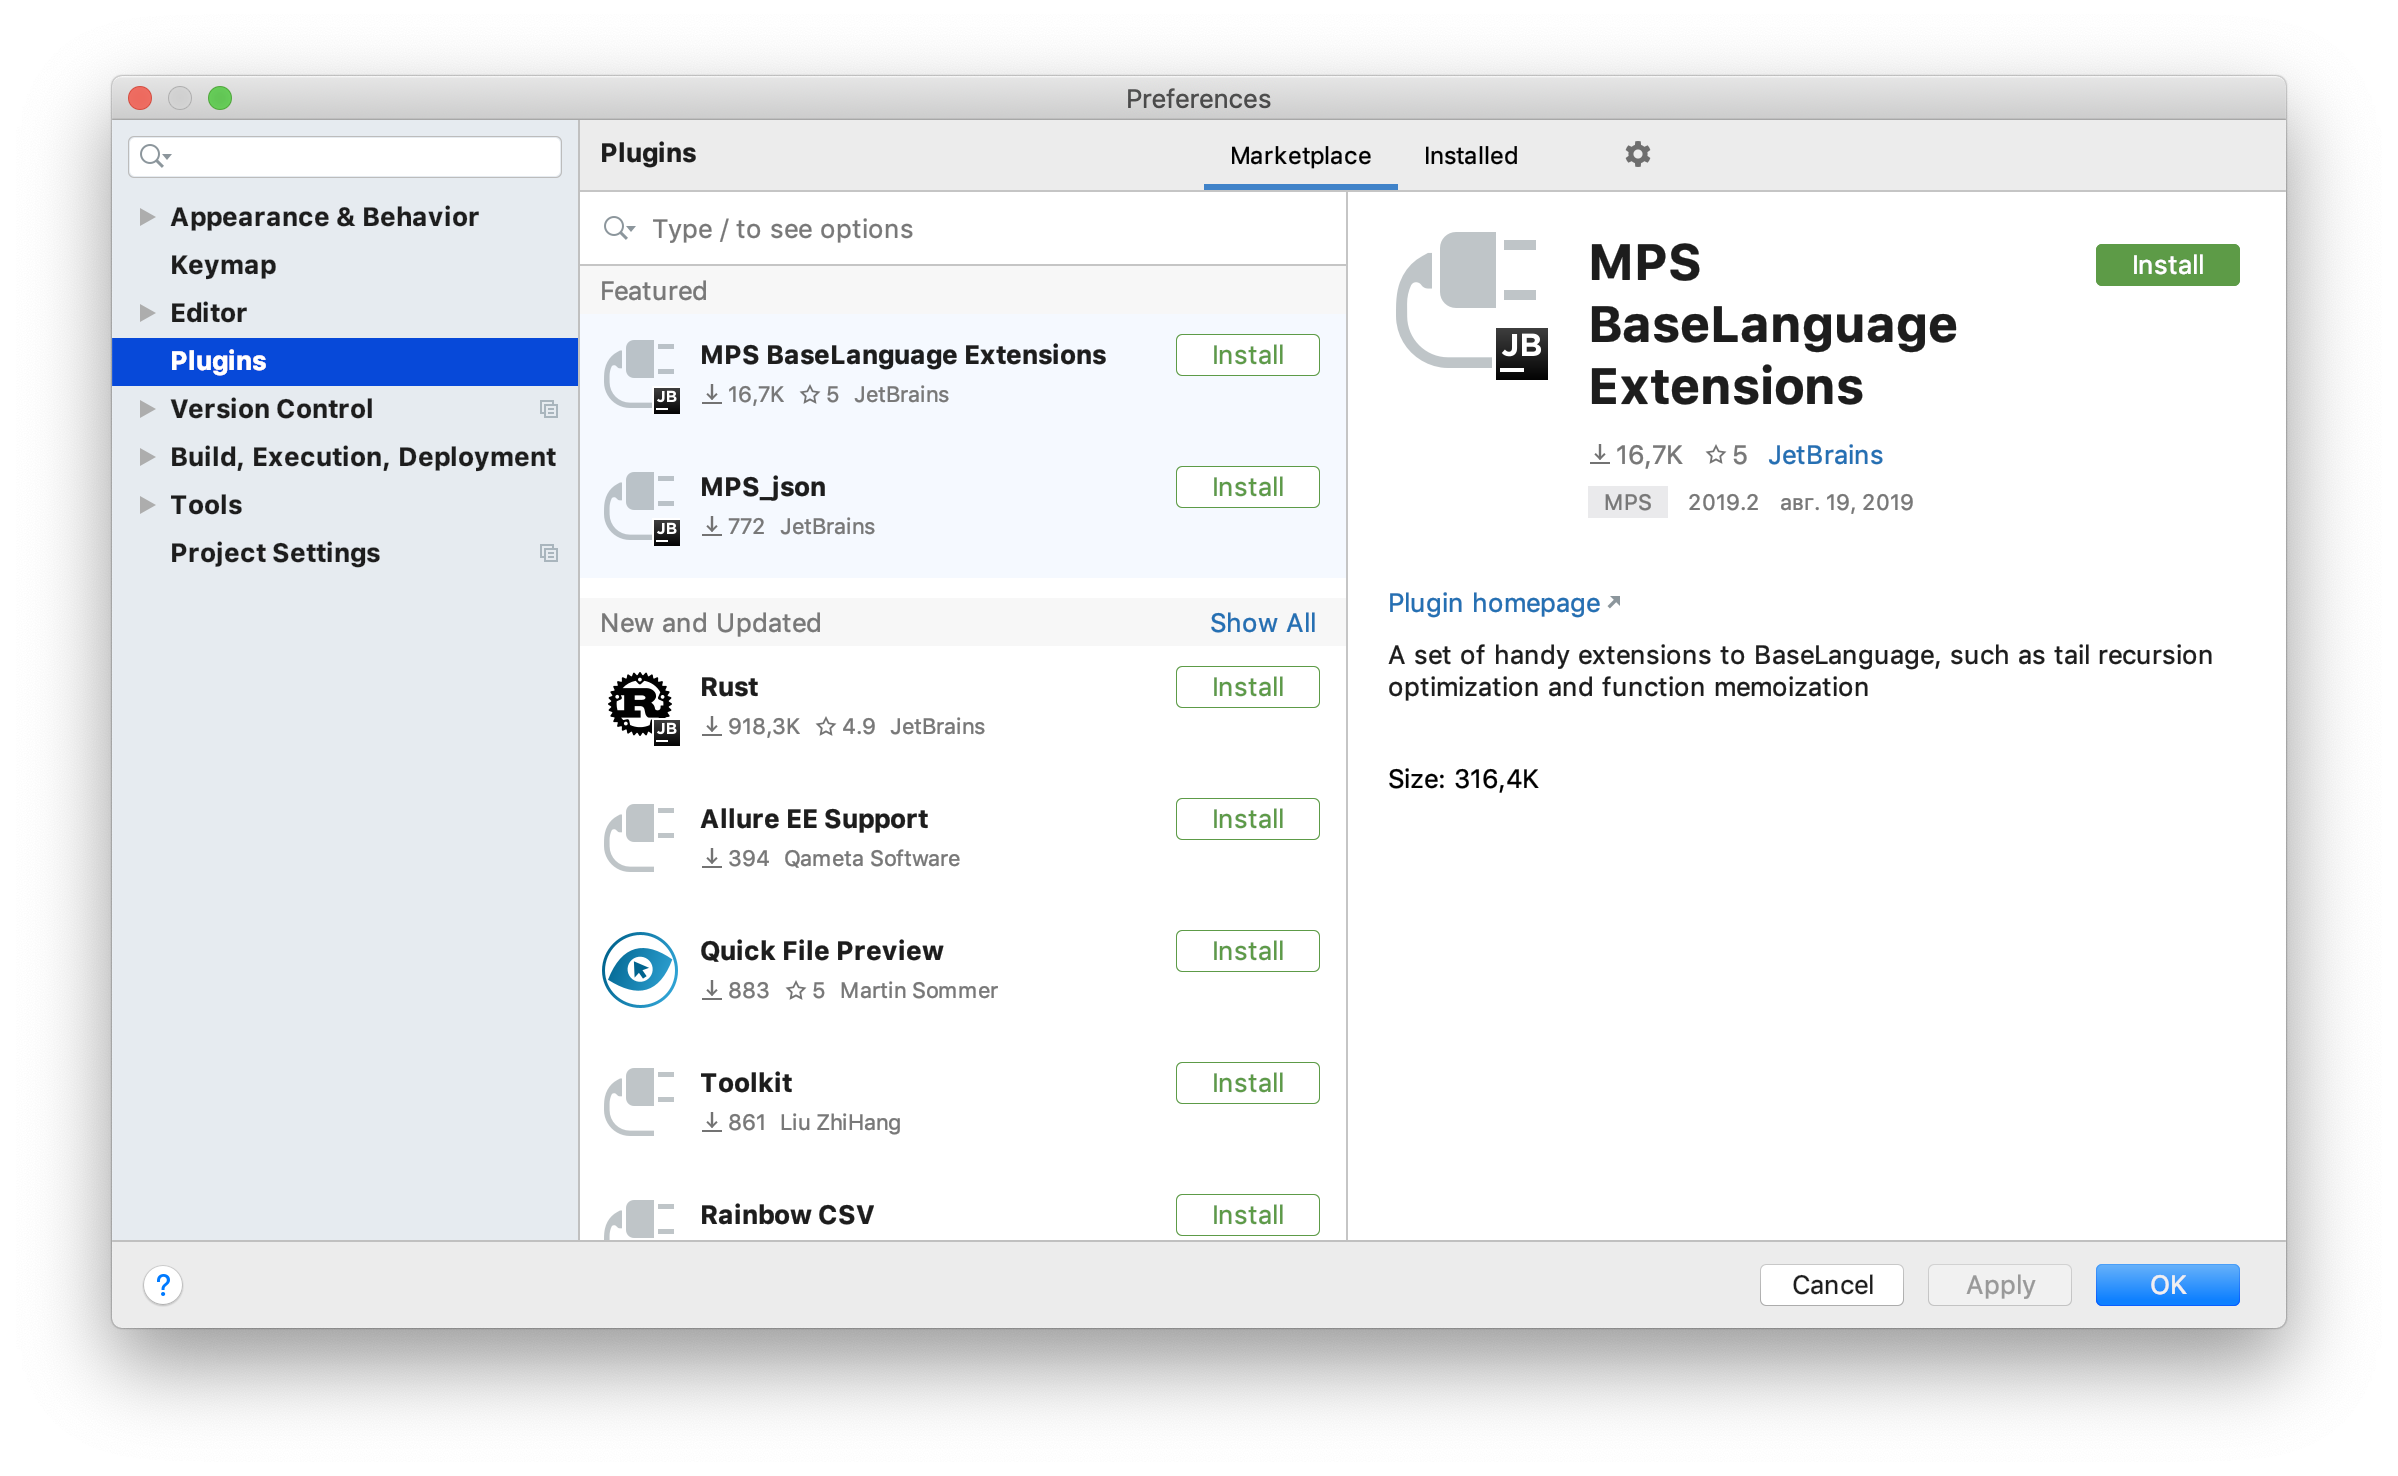 Preferences
Appearance & Behavior
Keymap
Editor
Plugins
Version Control
Build, Execution, Deployment
Tools
Project Settings
Plugins
Marketplace
Installed
Type / to see options
Featured
MPS BaseLanguage Extensions
Install
16,7K 5 JetBrains
JB
MPS_json
Install
772 JetBrains
JB
New and Updated
Show All
Rust
Install
918,3K 4.9 JetBrains
R
JB
Allure EE Support
Install
394 Qameta Software
Quick File Preview
Install
883 5 Martin Sommer
Toolkit
Install
861 Liu ZhiHang
Rainbow CSV
Install
JB
MPS
BaseLanguage
Extensions
Install
16,7K 5 JetBrains
MPS 2019.2 авг. 19, 2019
Plugin homepage
A set of handy extensions to BaseLanguage, such as tail recursion
optimization and function memoization
Size: 316,4K
?
Cancel
Apply
OK